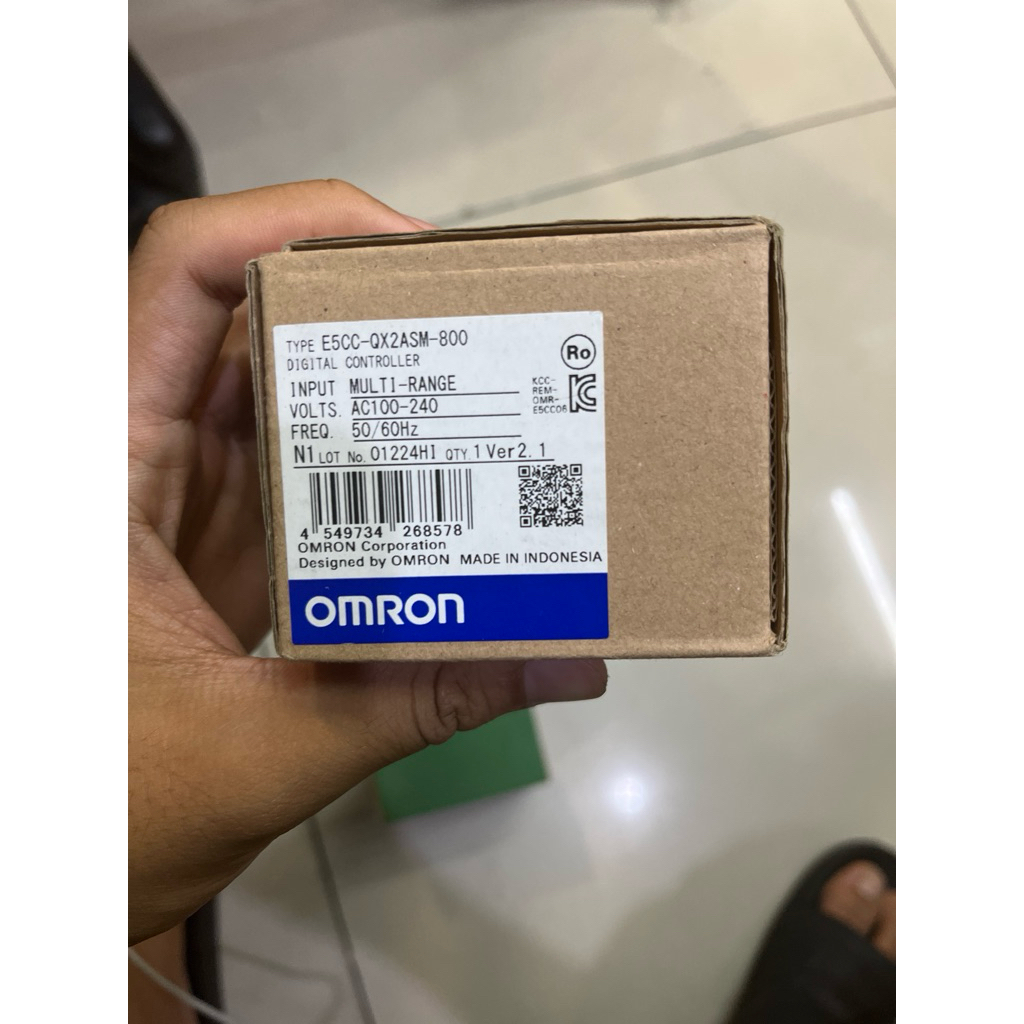 TYPE E5CC-QX2ASM-800
DIGITAL CONTROLLER
INPUT MULTI-RANGE
VOLTS. AC100-240
FREQ. 50/60Hz
N1 LOT No. 01224H1 QTY. 1 Ver2.1
Ro
KCC-
REM-
OMR-
E5CC06
4 549734 268578
OMRON Corporation
Designed by OMRON MADE IN INDONESIA
OMRON